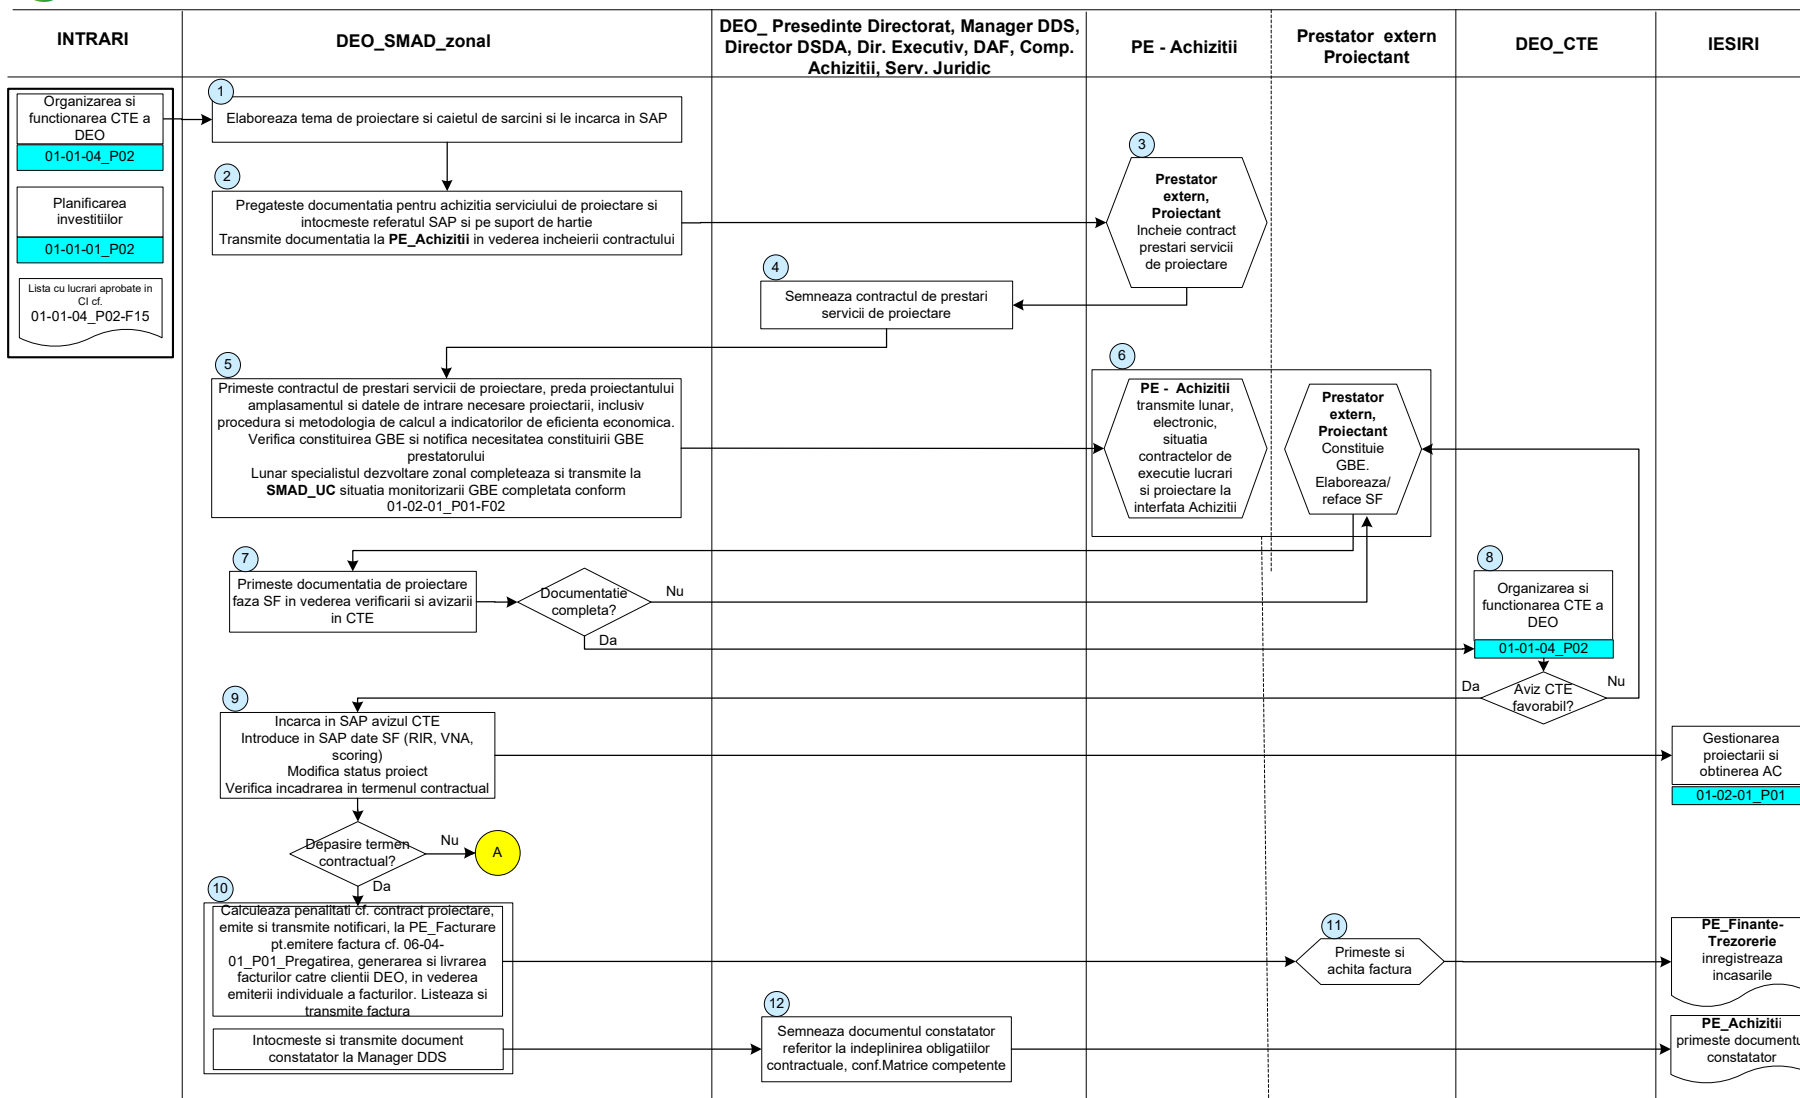 INTRARI
DEO_SMAD_zonal
DEO_ Presedinte Directorat, Manager DDS,
Director DSDA, Dir. Executiv, DAF, Comp.
Achizitii, Serv. Juridic
PE - Achizitii
Prestator extern
Proiectant
DEO_CTE
IESIRI
Organizarea si
functionarea CTE a
DEO
01-01-04_P02
Planificarea
investitiilor
01-01-01_P02
Lista cu lucrari aprobate in
CI cf.
01-01-04_P02-F15
1
Elaboreaza tema de proiectare si caietul de sarcini si le incarca in SAP
2
Pregateste documentatia pentru achizitia serviciului de proiectare si
intocmeste referatul SAP si pe suport de hartie
Transmite documentatia la PE_Achizitii in vederea incheierii contractului
3
Prestator
extern,
Proiectant
Incheie contract
prestari servicii
de proiectare
4
Semneaza contractul de prestari
servicii de proiectare
5
Primeste contractul de prestari servicii de proiectare, preda proiectantului
amplasamentul si datele de intrare necesare proiectarii, inclusiv
procedura si metodologia de calcul a indicatorilor de eficienta economica.
Verifica constituirea GBE si notifica necesitatea constituirii GBE
prestatorului
Lunar specialistul dezvoltare zonal completeaza si transmite la
SMAD_UC situatia monitorizarii GBE completata conform
01-02-01_P01-F02
6
PE - Achizitii
transmite lunar,
electronic,
situatia
contractelor de
executie lucrari
si proiectare la
interfata Achizitii
Prestator
extern,
Proiectant
Constituie
GBE.
Elaboreaza/
reface SF
7
Primeste documentatia de proiectare
faza SF in vederea verificarii si avizarii
in CTE
Documentatie
completa?
Nu
Da
8
Organizarea si
functionarea CTE a
DEO
01-01-04_P02
Aviz CTE
favorabil?
Da
Nu
9
Incarca in SAP avizul CTE
Introduce in SAP date SF (RIR, VNA,
scoring)
Modifica status proiect
Verifica incadrarea in termenul contractual
Gestionarea
proiectarii si
obtinerea AC
01-02-01_P01
Depasire termen
contractual?
Nu
A
Da
10
Calculeaza penalitati cf. contract proiectare,
emite si transmite notificari, la PE_Facturare
pt.emitere factura cf. 06-04-
01_P01_Pregatirea, generarea si livrarea
facturilor catre clientii DEO, in vederea
emiterii individuale a facturilor. Listeaza si
transmite factura
Intocmeste si transmite document
constatator la Manager DDS
11
Primeste si
achita factura
PE_Finante-
Trezorerie
inregistreaza
incasarile
12
Semneaza documentul constatator
referitor la indeplinirea obligatiilor
contractuale, conf.Matrice competente
PE_Achizitii
primeste documentu
constatator